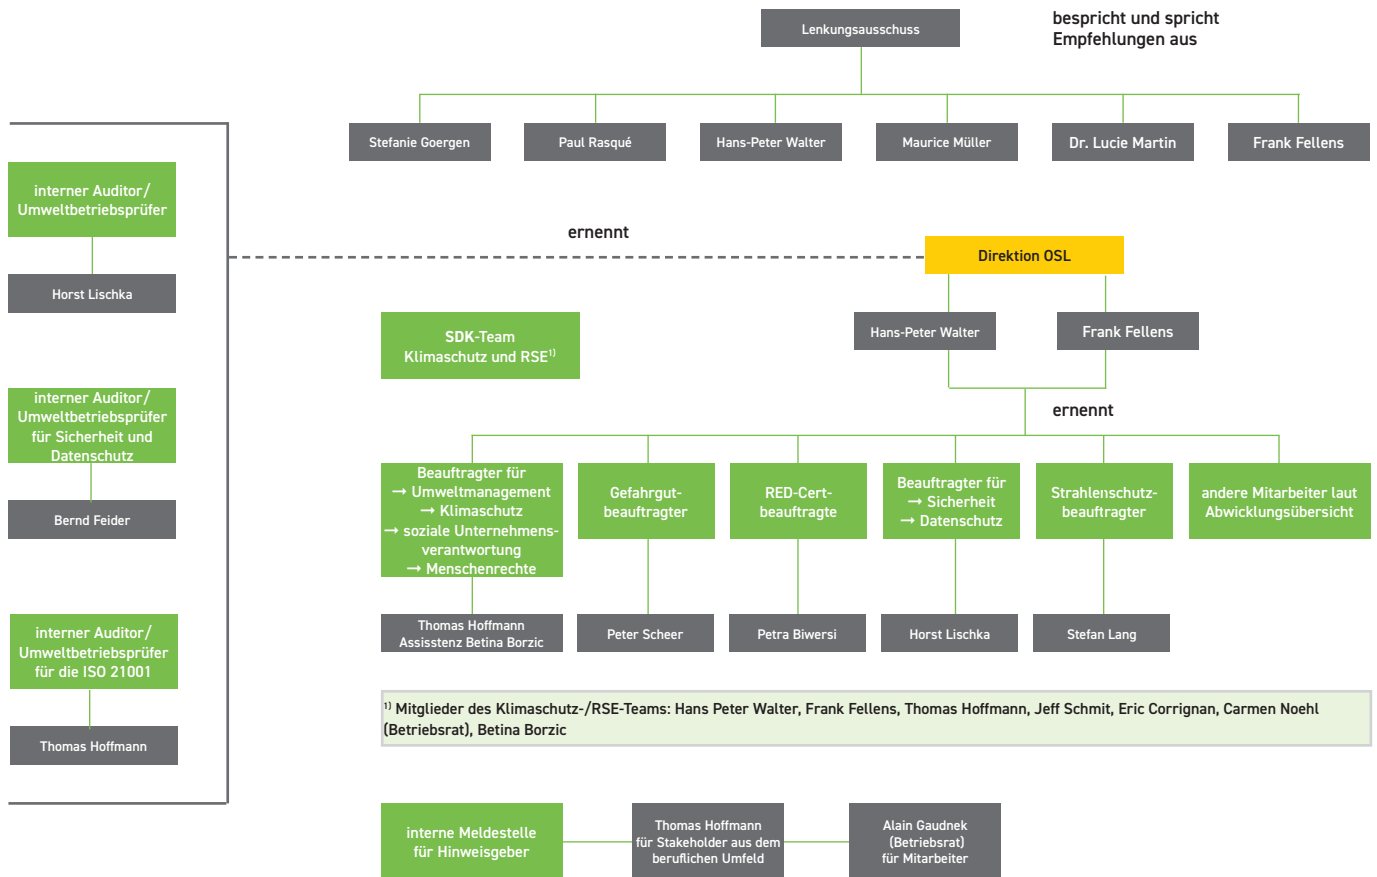 Lenkungsausschuss
bespricht und spricht
Empfehlungen aus
Stefanie Goergen
Paul Rasqué
Hans-Peter Walter
Maurice Müller
Dr. Lucie Martin
Frank Fellens
interner Auditor/
Umweltbetriebsprüfer
Horst Lischka
interner Auditor/
Umweltbetriebsprüfer
für Sicherheit und
Datenschutz
Bernd Feider
interner Auditor/
Umweltbetriebsprüfer
für die ISO 21001
Thomas Hoffmann
ernennt
Direktion OSL
Hans-Peter Walter
Frank Fellens
SDK-Team
Klimaschutz und RSE¹⁾
ernennt
Beauftragter für
→ Umweltmanagement
→ Klimaschutz
→ soziale Unternehmens-
verantwortung
→ Menschenrechte
Gefahrgut-
beauftragter
RED-Cert-
beauftragte
Beauftragter für
→ Sicherheit
→ Datenschutz
Strahlenschutz-
beauftragter
andere Mitarbeiter laut
Abwicklungsübersicht
Thomas Hoffmann
Assisstenz Betina Borzic
Peter Scheer
Petra Biwersi
Horst Lischka
Stefan Lang
¹⁾ Mitglieder des Klimaschutz-/RSE-Teams: Hans Peter Walter, Frank Fellens, Thomas Hoffmann, Jeff Schmit, Eric Corrignan, Carmen Noehl
(Betriebsrat), Betina Borzic
interne Meldestelle
für Hinweisgeber
Thomas Hoffmann
für Stakeholder aus dem
beruflichen Umfeld
Alain Gaudnek
(Betriebsrat)
für Mitarbeiter